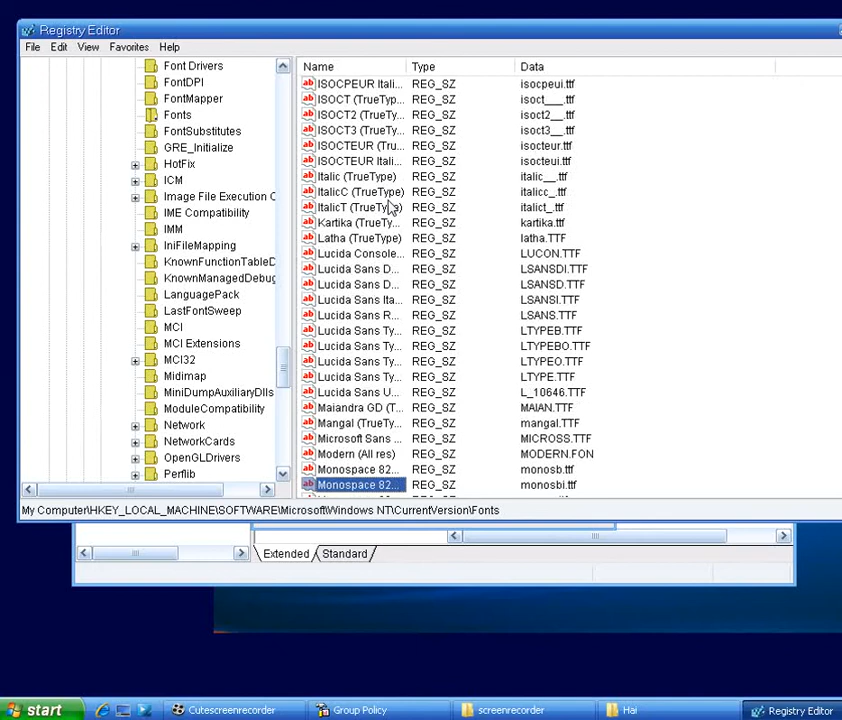 Registry Editor
File Edit View Favorites Help
Font Drivers
FontDPI
FontMapper
Fonts
FontSubstitutes
GRE_Initialize
HotFix
ICM
Image File Execution O
IME Compatibility
IMM
IniFileMapping
KnownFunctionTableD
KnownManagedDebug
LanguagePack
LastFontSweep
MCI
MCI Extensions
MCI32
Midimap
MiniDumpAuxiliaryDlls
ModuleCompatibility
Network
NetworkCards
OpenGLDrivers
Perflib
Name Type Data
ISOCPEUR Itali... REG_SZ isocpeui.ttf
ISOCT (TrueTyp... REG_SZ isoct___.ttf
ISOCT2 (TrueTy... REG_SZ isoct2__.ttf
ISOCT3 (TrueTy... REG_SZ isoct3__.ttf
ISOCTEUR (Tru... REG_SZ isocteur.ttf
ISOCTEUR Itali... REG_SZ isocteui.ttf
Italic (TrueType) REG_SZ italic__.ttf
ItalicC (TrueType) REG_SZ italicc_.ttf
ItalicT (TrueType) REG_SZ italict_.ttf
Kartika (TrueTy... REG_SZ kartika.ttf
Latha (TrueType) REG_SZ latha.TTF
Lucida Console... REG_SZ LUCON.TTF
Lucida Sans D... REG_SZ LSANSDI.TTF
Lucida Sans D... REG_SZ LSANSD.TTF
Lucida Sans Ita... REG_SZ LSANSI.TTF
Lucida Sans R... REG_SZ LSANS.TTF
Lucida Sans Ty... REG_SZ LTYPEB.TTF
Lucida Sans Ty... REG_SZ LTYPEBO.TTF
Lucida Sans Ty... REG_SZ LTYPEO.TTF
Lucida Sans Ty... REG_SZ LTYPE.TTF
Lucida Sans U... REG_SZ L_10646.TTF
Maiandra GD (T... REG_SZ MAIAN.TTF
Mangal (TrueTy... REG_SZ mangal.TTF
Microsoft Sans ... REG_SZ MICROSS.TTF
Modern (All res) REG_SZ MODERN.FON
Monospace 82... REG_SZ monosb.ttf
Monospace 82... REG_SZ monosbi.ttf
My Computer\HKEY_LOCAL_MACHINE\SOFTWARE\Microsoft\Windows NT\CurrentVersion\Fonts
Extended Standard
start Cutescreenrecorder Group Policy screenrecorder Hai Registry Editor